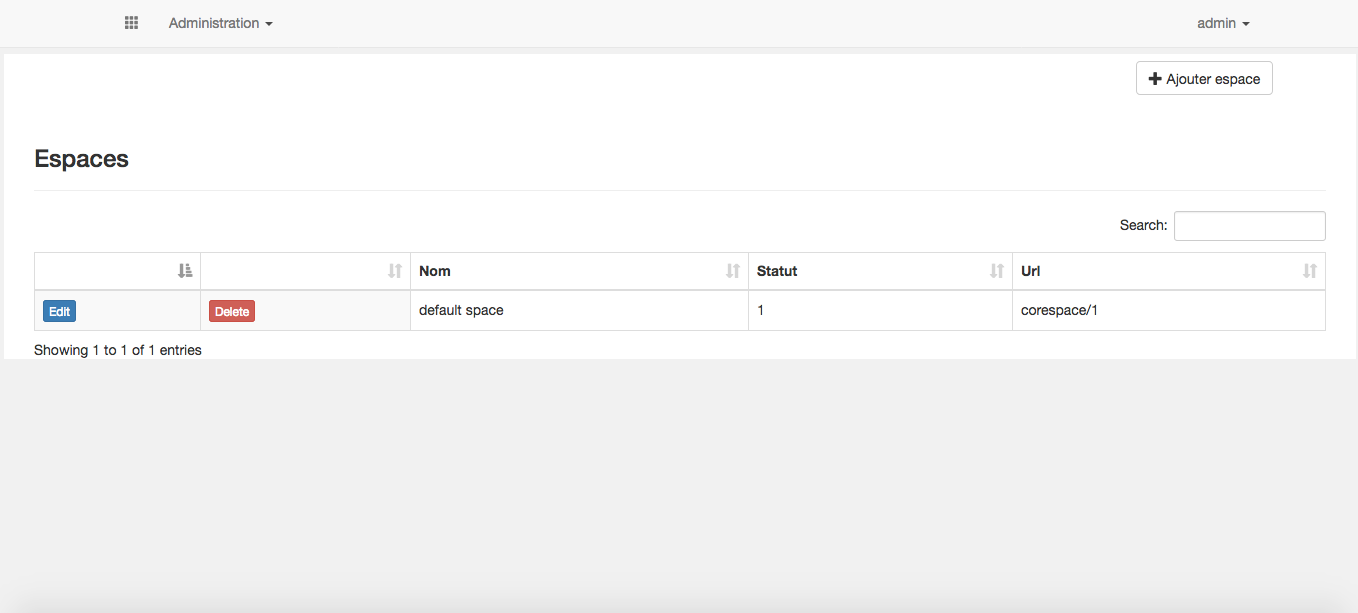 Administration admin
Ajouter espace
Espaces
Search:
Nom Statut Url
Edit Delete default space 1 corespace/1
Showing 1 to 1 of 1 entries